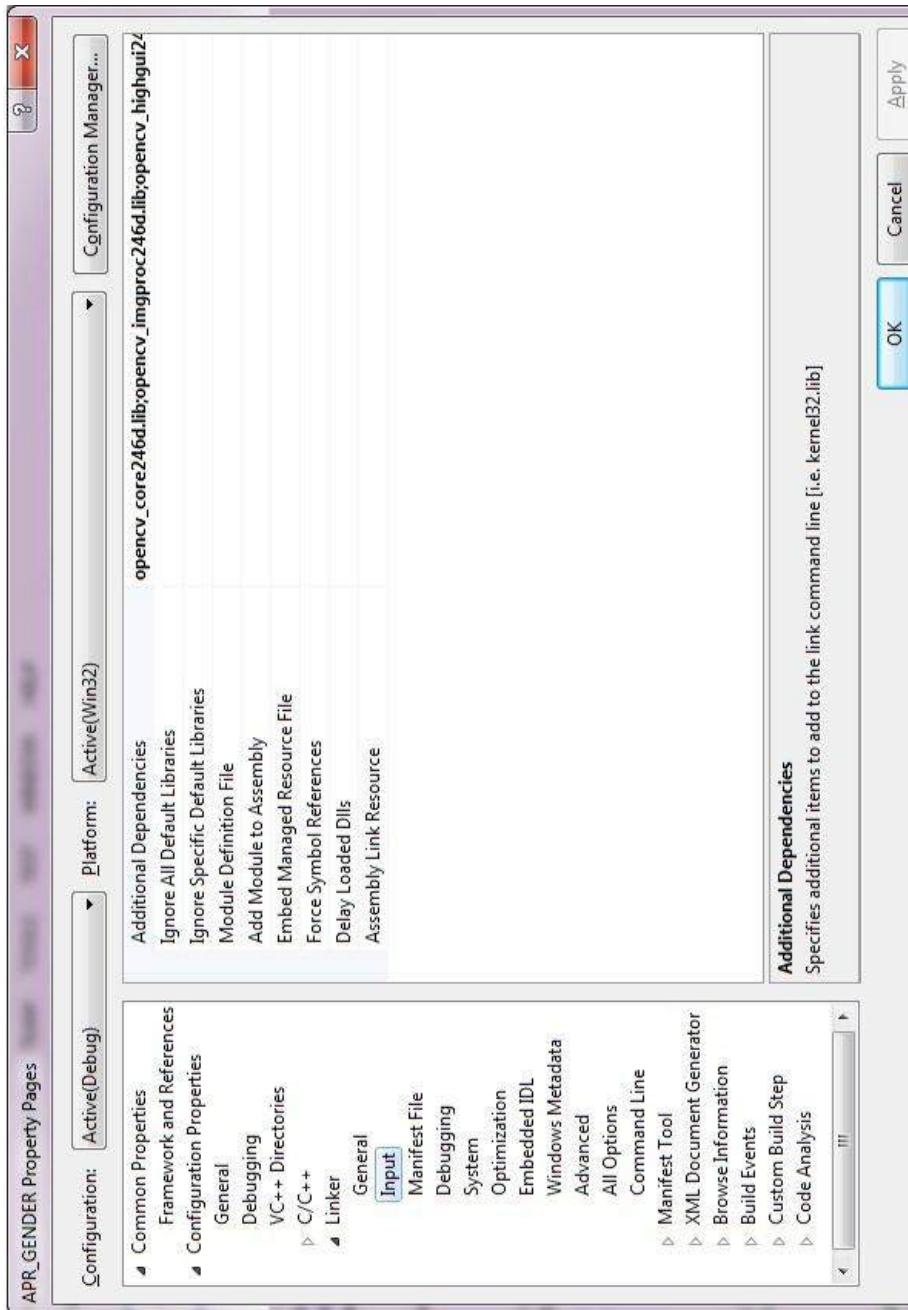 APR_GENDER Property Pages
?
x
Configuration:
Active(Debug)
Platform:
Active(Win32)
Configuration Manager...
Common Properties
Framework and References
Configuration Properties
General
Debugging
VC++ Directories
C/C++
Linker
General
Input
Manifest File
Debugging
System
Optimization
Embedded IDL
Windows Metadata
Advanced
All Options
Command Line
Manifest Tool
XML Document Generator
Browse Information
Build Events
Custom Build Step
Code Analysis
Additional Dependencies opencv_core246d.lib;opencv_imgproc246d.lib;opencv_highgui24
Ignore All Default Libraries
Ignore Specific Default Libraries
Module Definition File
Add Module to Assembly
Embed Managed Resource File
Force Symbol References
Delay Loaded Dlls
Assembly Link Resource
Additional Dependencies
Specifies additional items to add to the link command line [i.e. kernel32.lib]
OK
Cancel
Apply